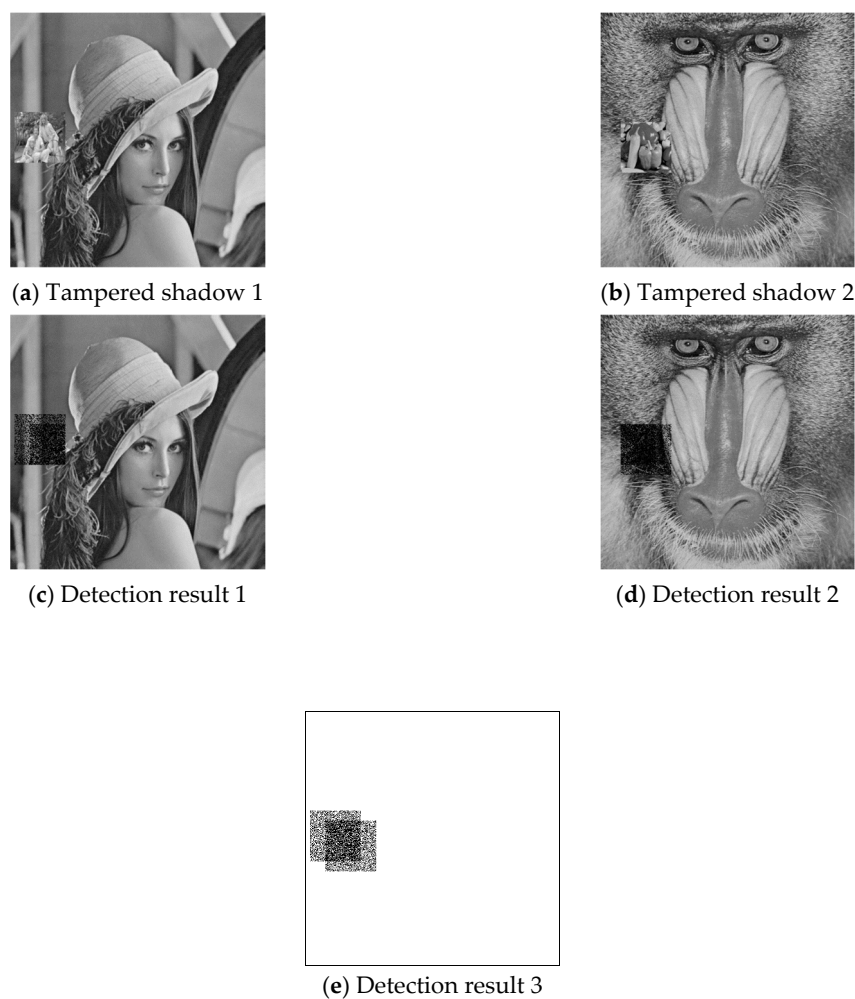 (a) Tampered shadow 1
(b) Tampered shadow 2
(c) Detection result 1
(d) Detection result 2
(e) Detection result 3